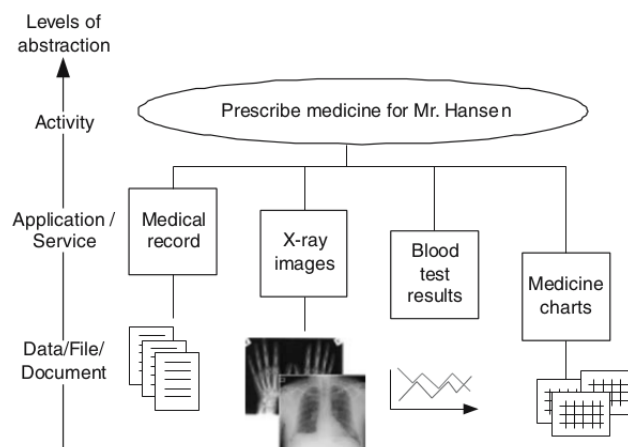 Levels of
abstraction
Activity
Prescribe medicine for Mr. Hansen
Application /
Service
Medical
record
X-ray
images
Blood
test
results
Medicine
charts
Data/File/
Document